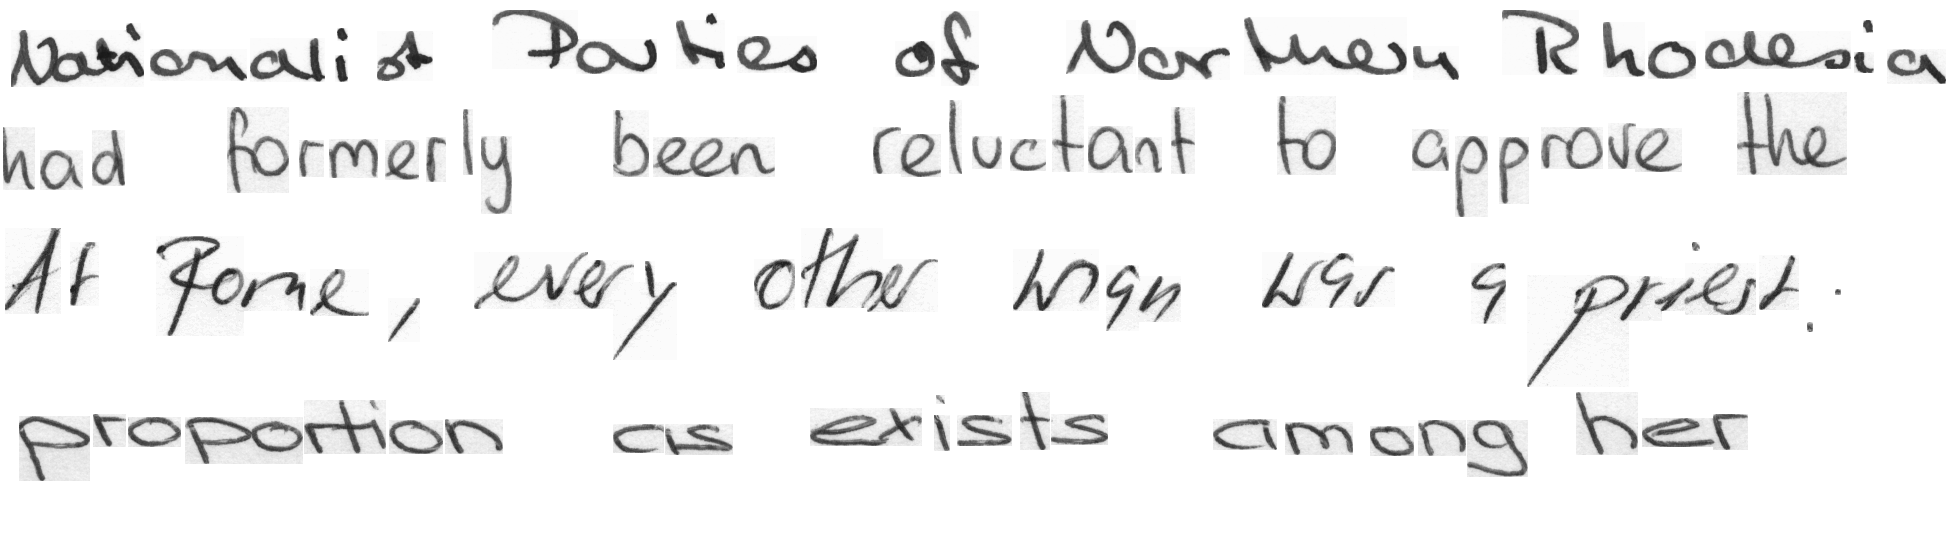 Nationalist Parties of Northern Rhodesia
had formerly been reluctant to approve the
At Rome, every other man was a priest.
proportion as exists among her